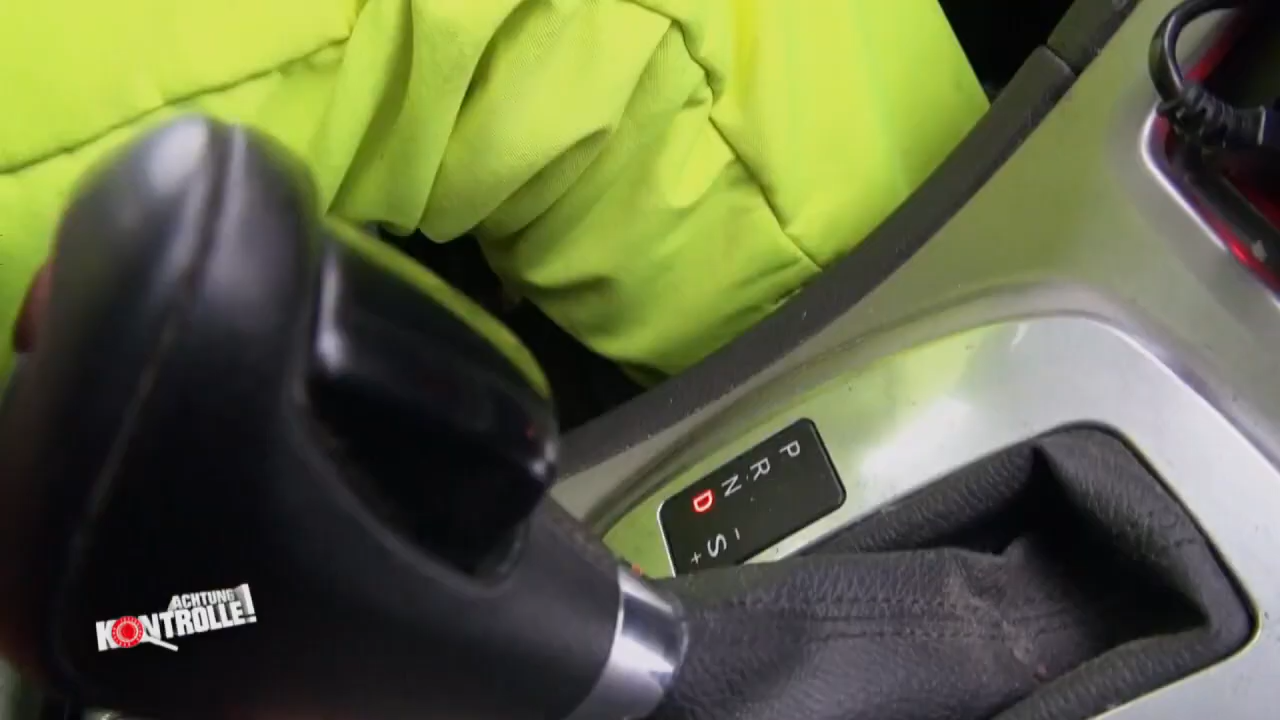 P
R
N
D
− S +
ACHTUNG
KONTROLLE!